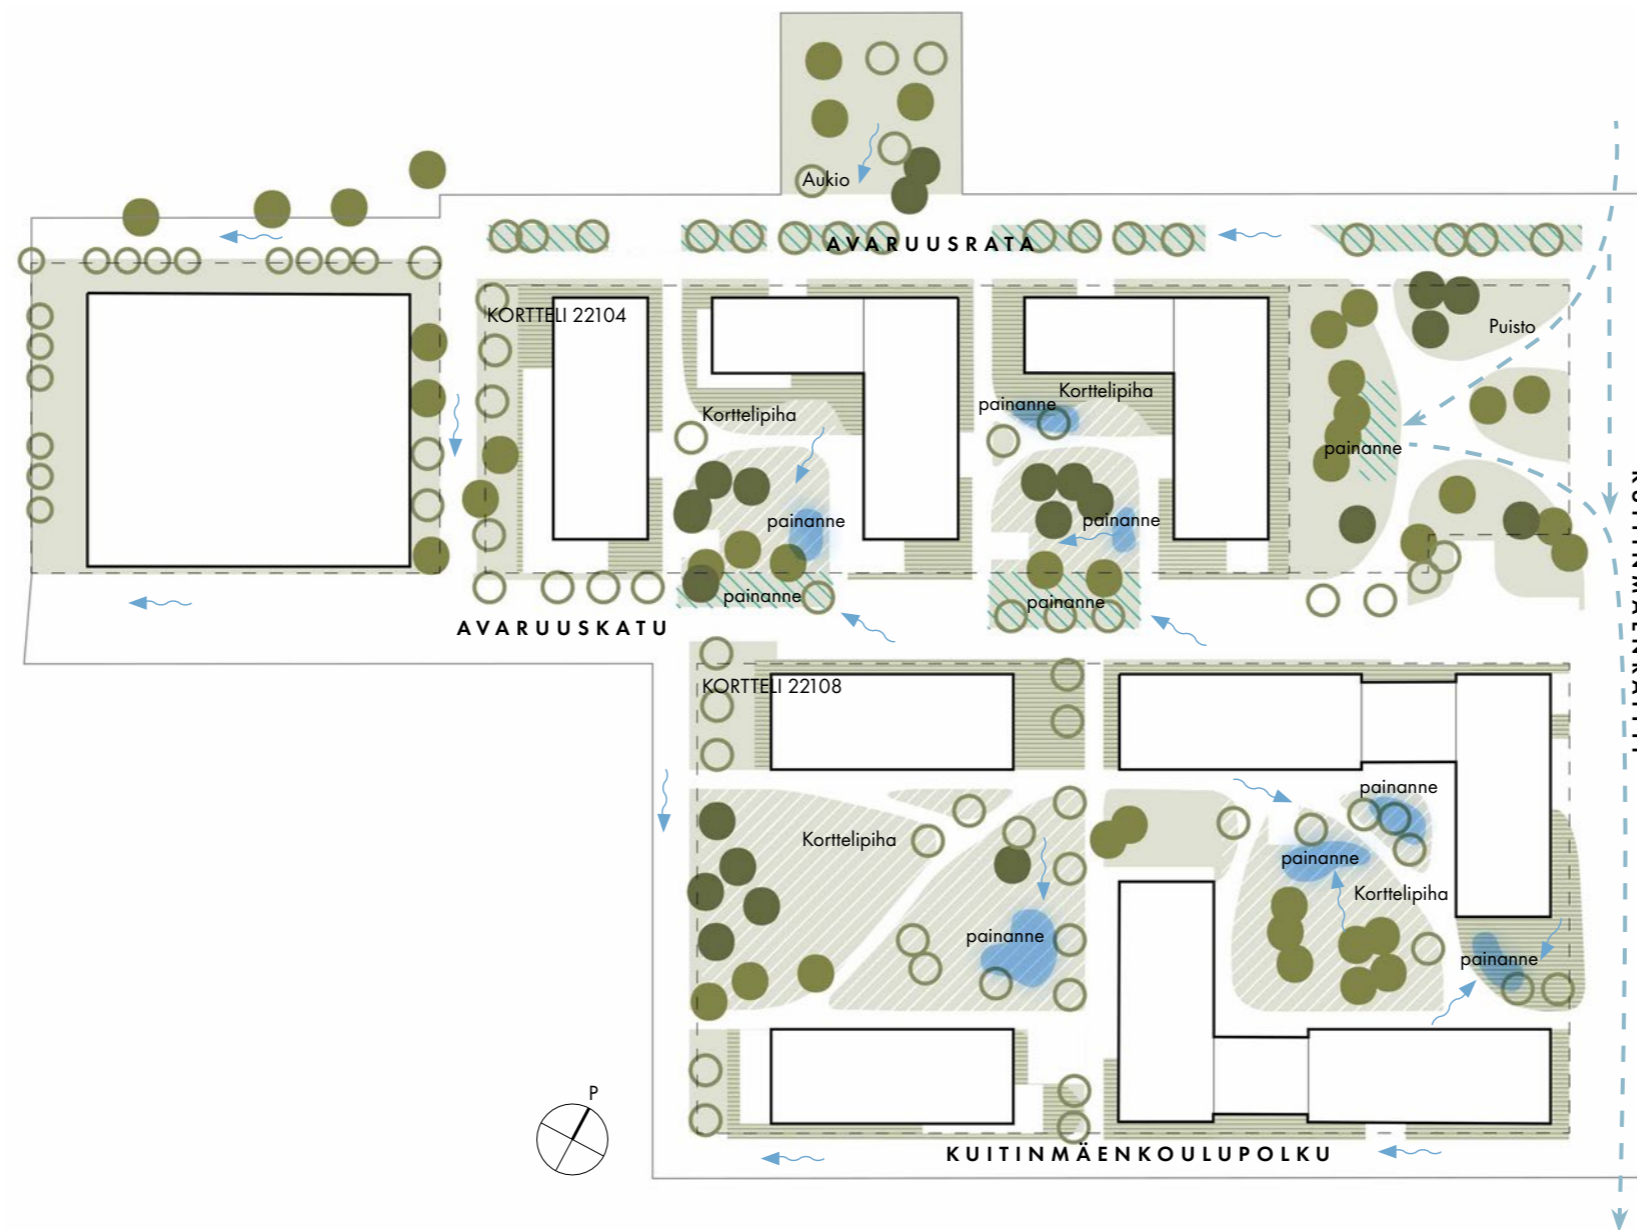 Aukio
AVARUUSRATA
KORTTELI 22104
Puisto
Korttelipiha
painanne
Korttelipiha
painanne
painanne
painanne
painanne
painanne
AVARUUSKATU
KORTTELI 22108
painanne
Korttelipiha
painanne
Korttelipiha
painanne
painanne
P
KUITINMÄENKOULUPOLKU